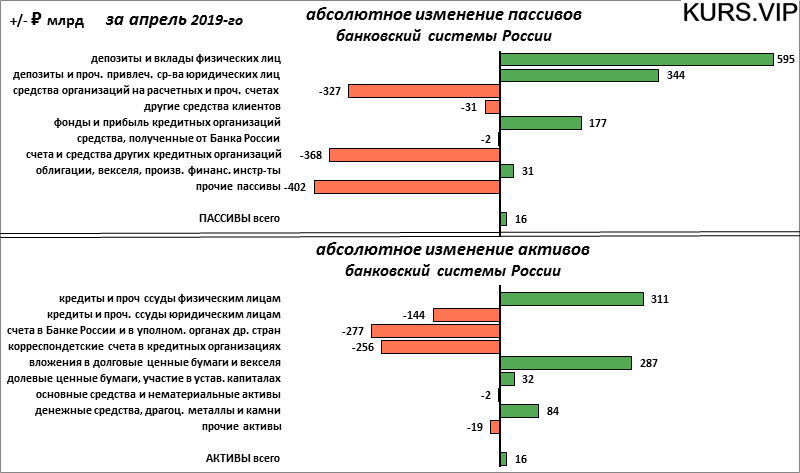 +/- ₽ млрд за апрель 2019-го абсолютное изменение пассивов KURS.VIP
банковский системы России
депозиты и вклады физических лиц 595
депозиты и проч. привлеч. ср-ва юридических лиц 344
средства организаций на расчетных и проч. счетах -327
другие средства клиентов -31
фонды и прибыль кредитных организаций 177
средства, полученные от Банка России -2
счета и средства других кредитных организаций -368
облигации, векселя, произв. финанс. инстр-ты 31
прочие пассивы -402
ПАССИВЫ всего 16
абсолютное изменение активов
банковский системы России
кредиты и проч ссуды физическим лицам 311
кредиты и проч. ссуды юридическим лицам -144
счета в Банке России и в уполном. органах др. стран -277
корреспондетские счета в кредитных организациях -256
вложения в долговые ценные бумаги и векселя 287
долевые ценные бумаги, участие в устав. капиталах 32
основные средства и нематериальные активы -2
денежные средства, драгоц. металлы и камни 84
прочие активы -19
АКТИВЫ всего 16